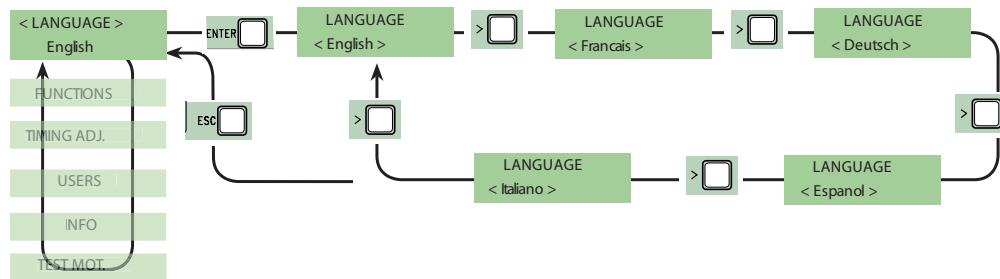 < LANGUAGE >
English
ENTER
LANGUAGE
< English >
>
LANGUAGE
< Francais >
>
LANGUAGE
< Deutsch >
>
LANGUAGE
< Espanol >
>
LANGUAGE
< Italiano >
>
ESC
FUNCTIONS
TIMING ADJ.
USERS
INFO
TEST MOT.